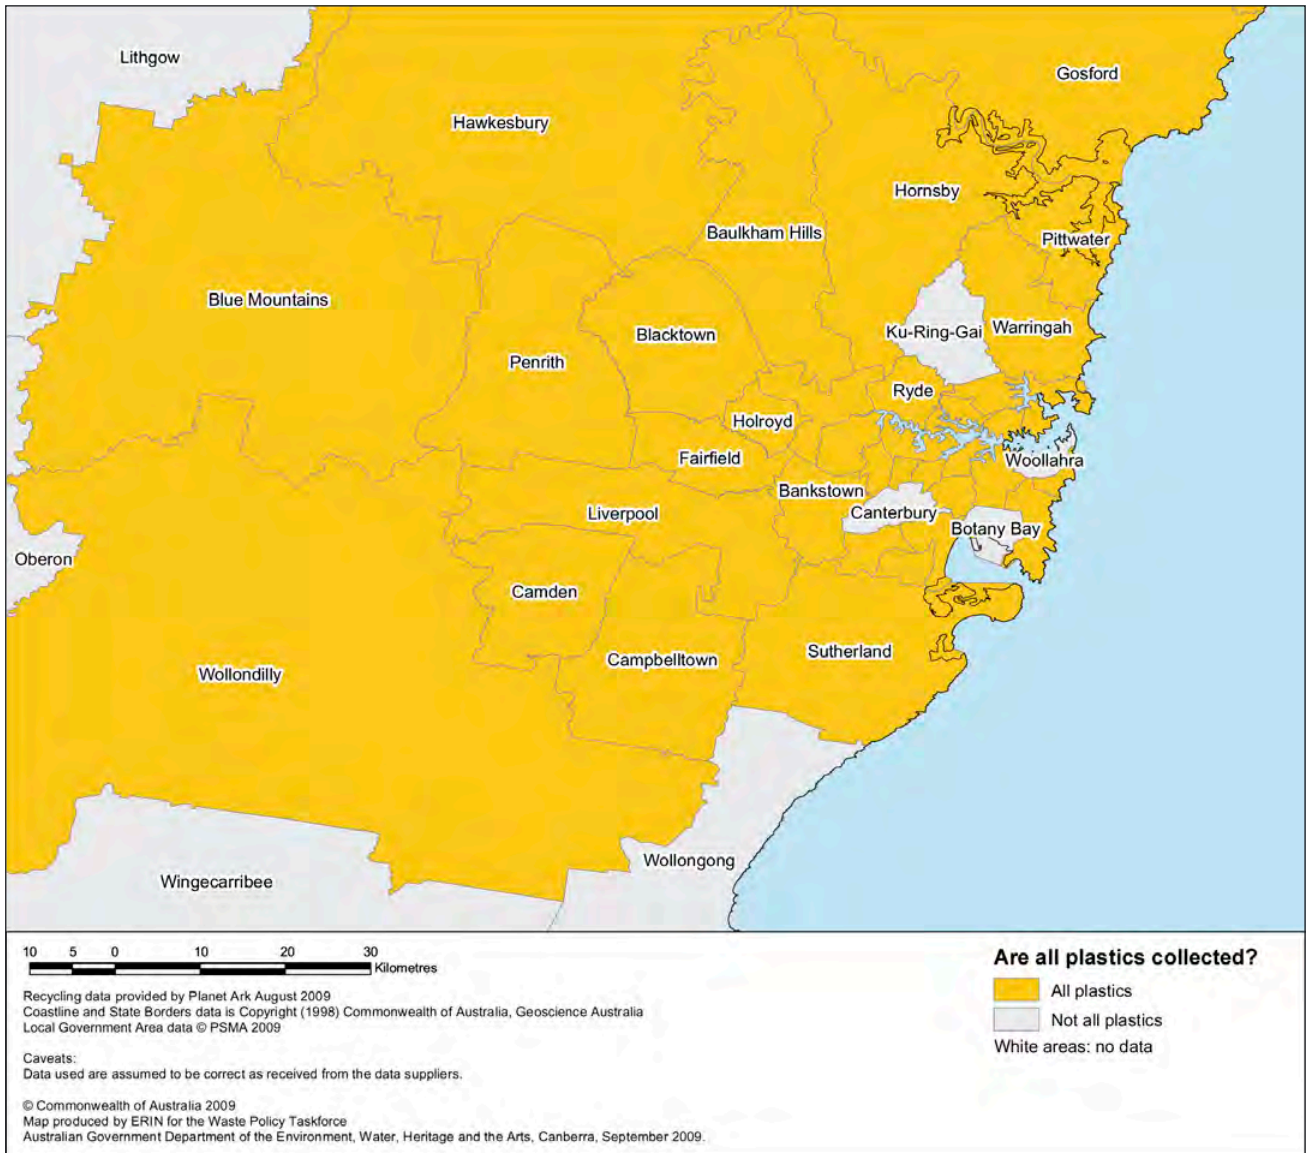 Lithgow
Gosford
Hawkesbury
Hornsby
Baulkham Hills
Pittwater
Blue Mountains
Ku-Ring-Gai
Warringah
Blacktown
Penrith
Ryde
Holroyd
Fairfield
Woollahra
Bankstown
Liverpool
Canterbury
Botany Bay
Oberon
Camden
Sutherland
Campbelltown
Wollondilly
Wollongong
Wingecarribee
10 5 0 10 20 30
Kilometres
Recycling data provided by Planet Ark August 2009
Coastline and State Borders data is Copyright (1998) Commonwealth of Australia, Geoscience Australia
Local Government Area data © PSMA 2009
Caveats:
Data used are assumed to be correct as received from the data suppliers.
© Commonwealth of Australia 2009
Map produced by ERIN for the Waste Policy Taskforce
Australian Government Department of the Environment, Water, Heritage and the Arts, Canberra, September 2009.
Are all plastics collected?
All plastics
Not all plastics
White areas: no data